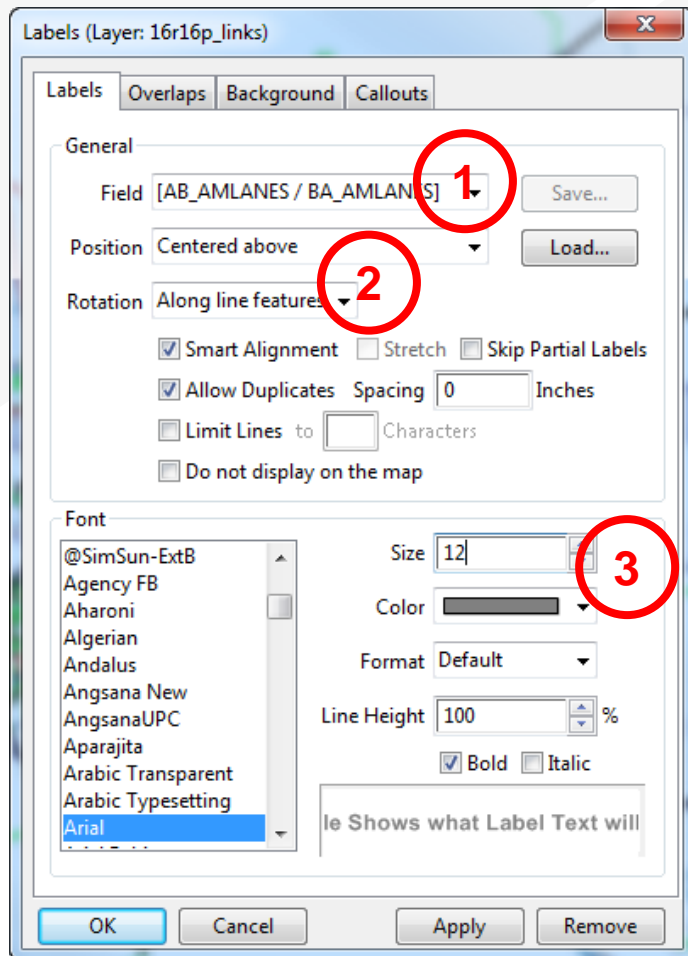 Labels (Layer: 16r16p_links)
x
Labels Overlaps Background Callouts
General
Field [AB_AMLANES / BA_AMLANES] 1 Save...
Position Centered above Load...
2
Rotation Along line features
Smart Alignment Stretch Skip Partial Labels
Allow Duplicates Spacing 0 Inches
Limit Lines to Characters
Do not display on the map
Font
@SimSun-ExtB
Agency FB
Aharoni
Algerian
Andalus
Angsana New
AngsanaUPC
Aparajita
Arabic Transparent
Arabic Typesetting
Arial
Size 12
3
Color
Format Default
Line Height 100 %
Bold Italic
le Shows what Label Text will
OK Cancel Apply Remove